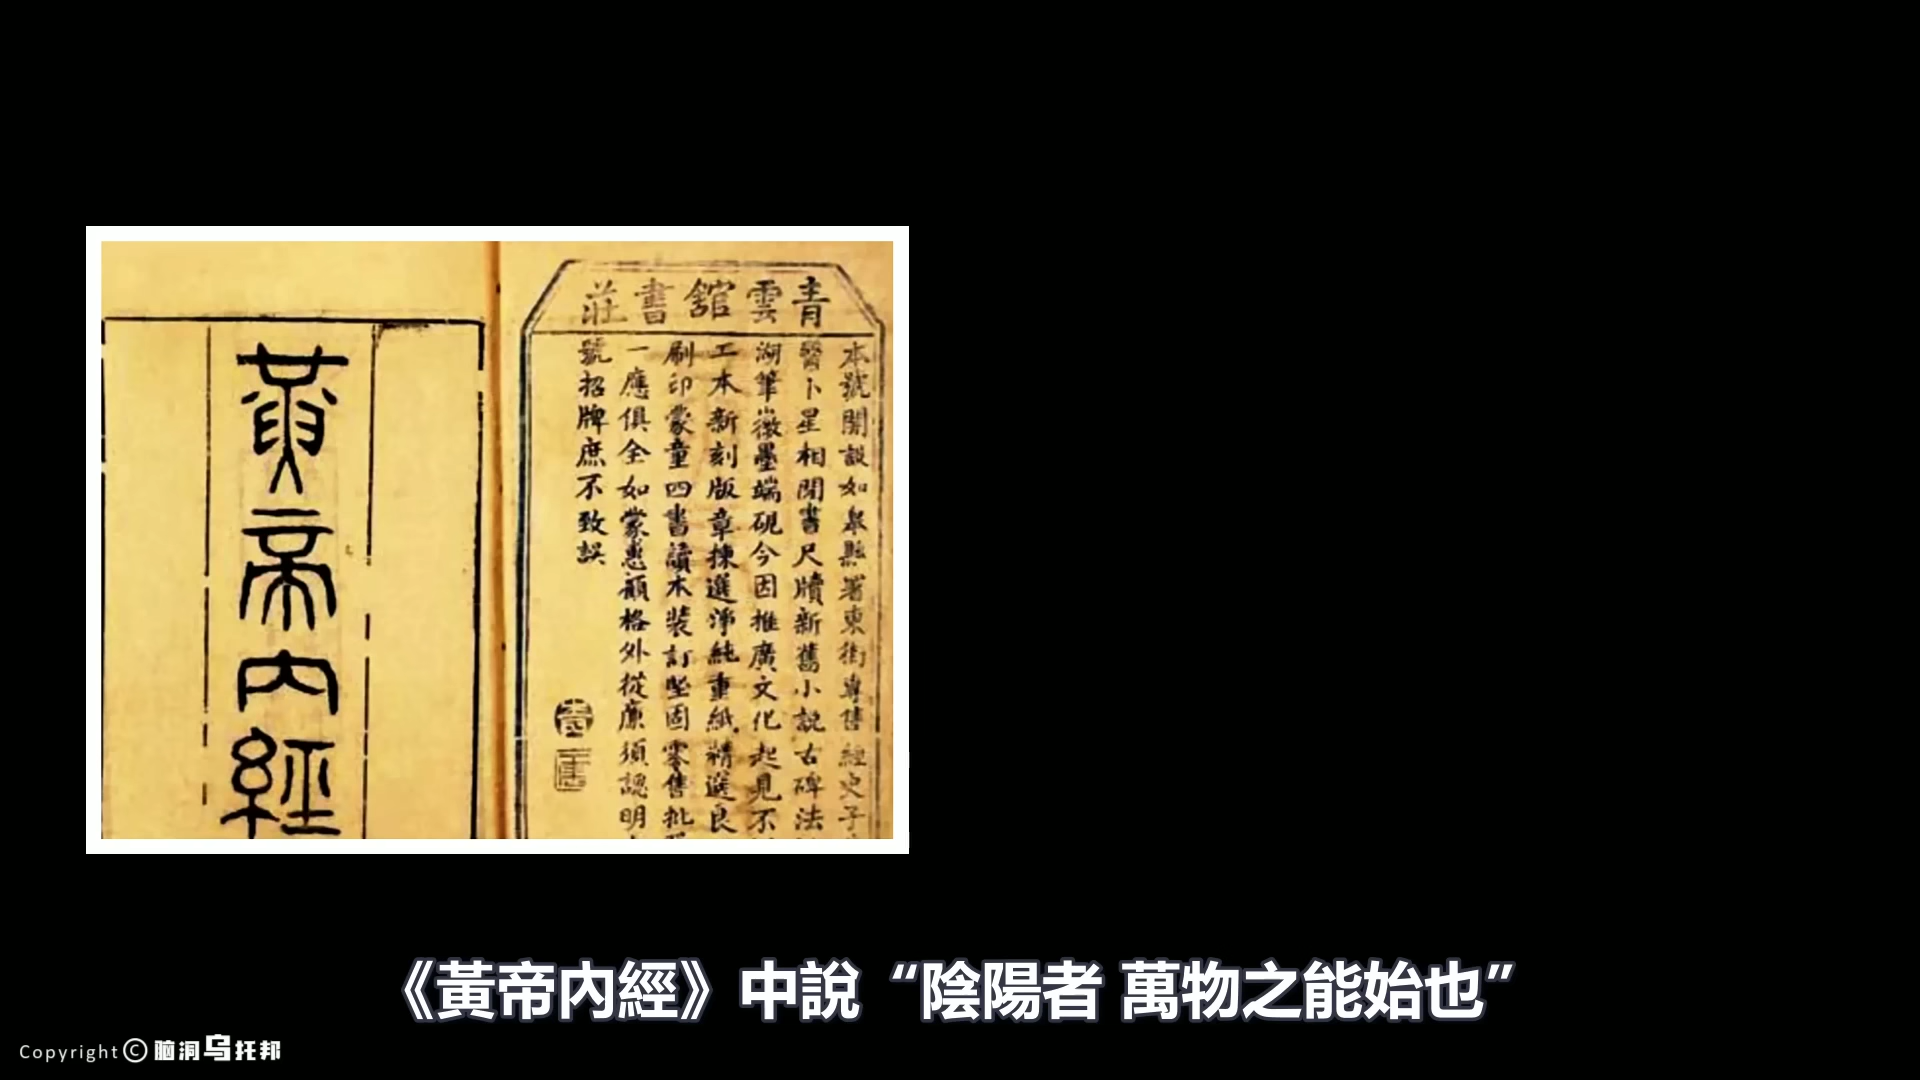 青雲館書莊
本號開設如皋縣署東街專售經史子
醫卜星相閒書尺牘新舊小說古碑法
湖筆徽墨端硯今因推廣文化起見不
工本新刻版章揀選淨純重紙精選良
刷印蒙童四書讀本裝訂堅固零售批
一應俱全如蒙惠顧格外從廉須認明
號招牌庶不致誤
黃帝內經
《黃帝內經》中說“陰陽者 萬物之能始也”
Copyright © 脑洞乌托邦